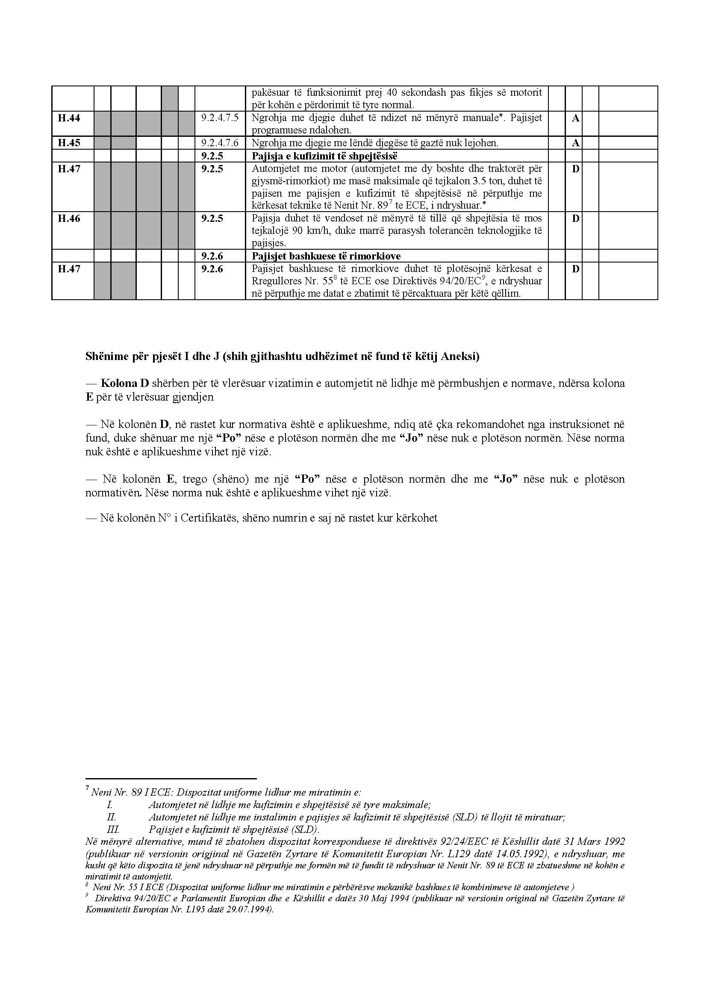 pakësuar të funksionimit prej 40 sekondash pas fikjes së motorit
për kohën e përdorimit të tyre normal.
H.44 9.2.4.7.5 Ngrohja me djegie duhet të ndizet në mënyrë manuale*. Pajisjet A
programuese ndalohen.
H.45 9.2.4.7.6 Ngrohja me djegie me lëndë djegëse të gaztë nuk lejohen. A
9.2.5 Pajisja e kufizimit të shpejtësisë
H.47 9.2.5 Automjetet me motor (automjetet me dy boshte dhe traktorët për D
gjysmë-rimorkiot) me masë maksimale që tejkalon 3.5 ton, duhet të
pajisen me pajisjen e kufizimit të shpejtësisë në përputhje me
kërkesat teknike të Nenit Nr. 89⁷ te ECE, i ndryshuar.*
H.46 9.2.5 Pajisja duhet të vendoset në mënyrë të tillë që shpejtësia të mos D
tejkalojë 90 km/h, duke marrë parasysh tolerancën teknologjike të
pajisjes.
9.2.6 Pajisjet bashkuese të rimorkiove
H.47 9.2.6 Pajisjet bashkuese të rimorkiove duhet të plotësojnë kërkesat e D
Rregullores Nr. 55⁸ të ECE ose Direktivës 94/20/EC⁹, e ndryshuar
në përputhje me datat e zbatimit të përcaktuara për këtë qëllim.
Shënime për pjesët I dhe J (shih gjithashtu udhëzimet në fund të këtij Aneksi)
— Kolona D shërben për të vlerësuar vizatimin e automjetit në lidhje më përmbushjen e normave, ndërsa kolona
E për të vlerësuar gjendjen
— Në kolonën D, në rastet kur normativa është e aplikueshme, ndiq atë çka rekomandohet nga instruksionet në
fund, duke shënuar me një “Po” nëse e plotëson normën dhe me “Jo” nëse nuk e plotëson normën. Nëse norma
nuk është e aplikueshme vihet një vizë.
— Në kolonën E, trego (shëno) me një “Po” nëse e plotëson normën dhe me “Jo” nëse nuk e plotëson
normativën. Nëse norma nuk është e aplikueshme vihet një vizë.
— Në kolonën N° i Certifikatës, shëno numrin e saj në rastet kur kërkohet
⁷ Neni Nr. 89 I ECE: Dispozitat uniforme lidhur me miratimin e:
I. Automjetet në lidhje me kufizimin e shpejtësisë së tyre maksimale;
II. Automjetet në lidhje me instalimin e pajisjes së kufizimit të shpejtësisë (SLD) të llojit të miratuar;
III. Pajisjet e kufizimit të shpejtësisë (SLD).
Në mënyrë alternative, mund të zbatohen dispozitat korresponduese të direktivës 92/24/EEC të Këshillit datë 31 Mars 1992
(publikuar në versionin origjinal në Gazetën Zyrtare të Komunitetit Europian Nr. L129 datë 14.05.1992), e ndryshuar, me
kusht që këto dispozita të jenë ndryshuar në përputhje me formën më të fundit të ndryshuar të Nenit Nr. 89 të ECE të zbatueshme në kohën e
miratimit të automjetit.
⁸ Neni Nr. 55 I ECE (Dispozitat uniforme lidhur me miratimin e përbërësve mekanikë bashkues të kombinimeve të automjeteve )
⁹ Direktiva 94/20/EC e Parlamentit Europian dhe e Këshillit e datës 30 Maj 1994 (publikuar në versionin original në Gazetën Zyrtare të
Komunitetit Europian Nr. L195 datë 29.07.1994).